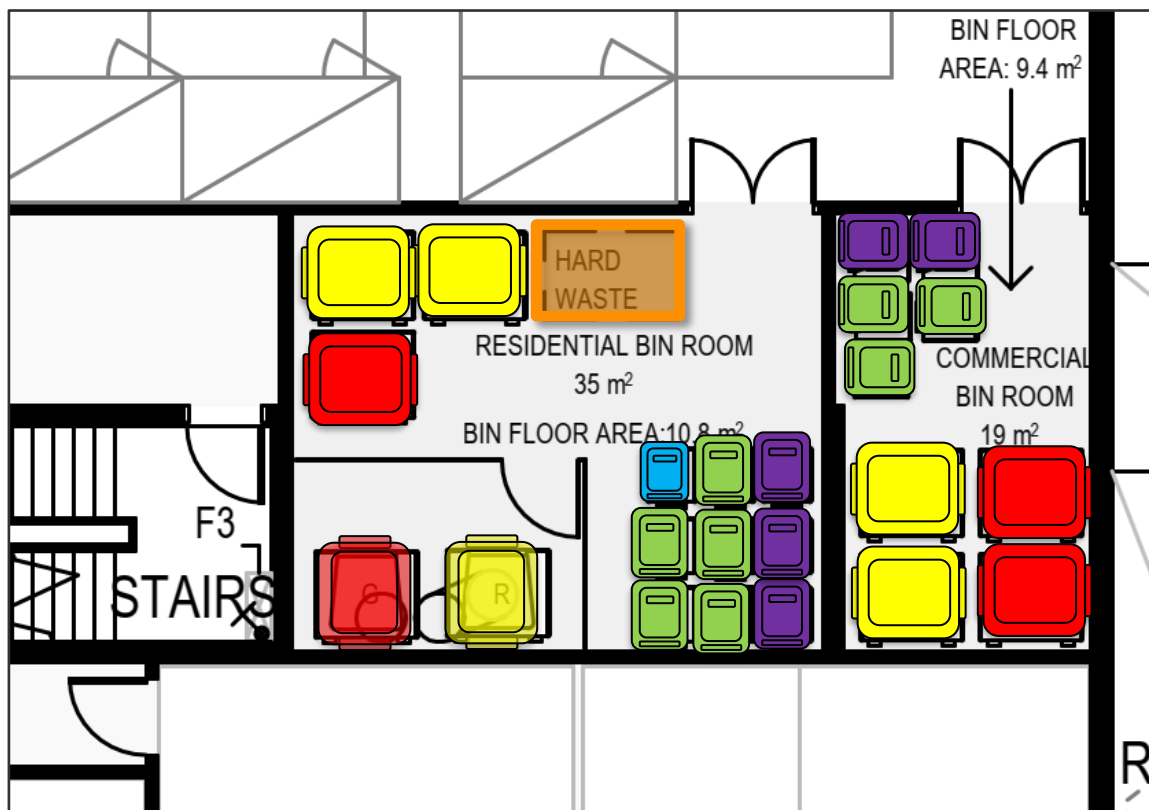 BIN FLOOR
AREA: 9.4 m²
HARD
WASTE
RESIDENTIAL BIN ROOM
35 m²
BIN FLOOR AREA:10.8 m²
COMMERCIAL
BIN ROOM
19 m²
F3
STAIRS
G
R
R